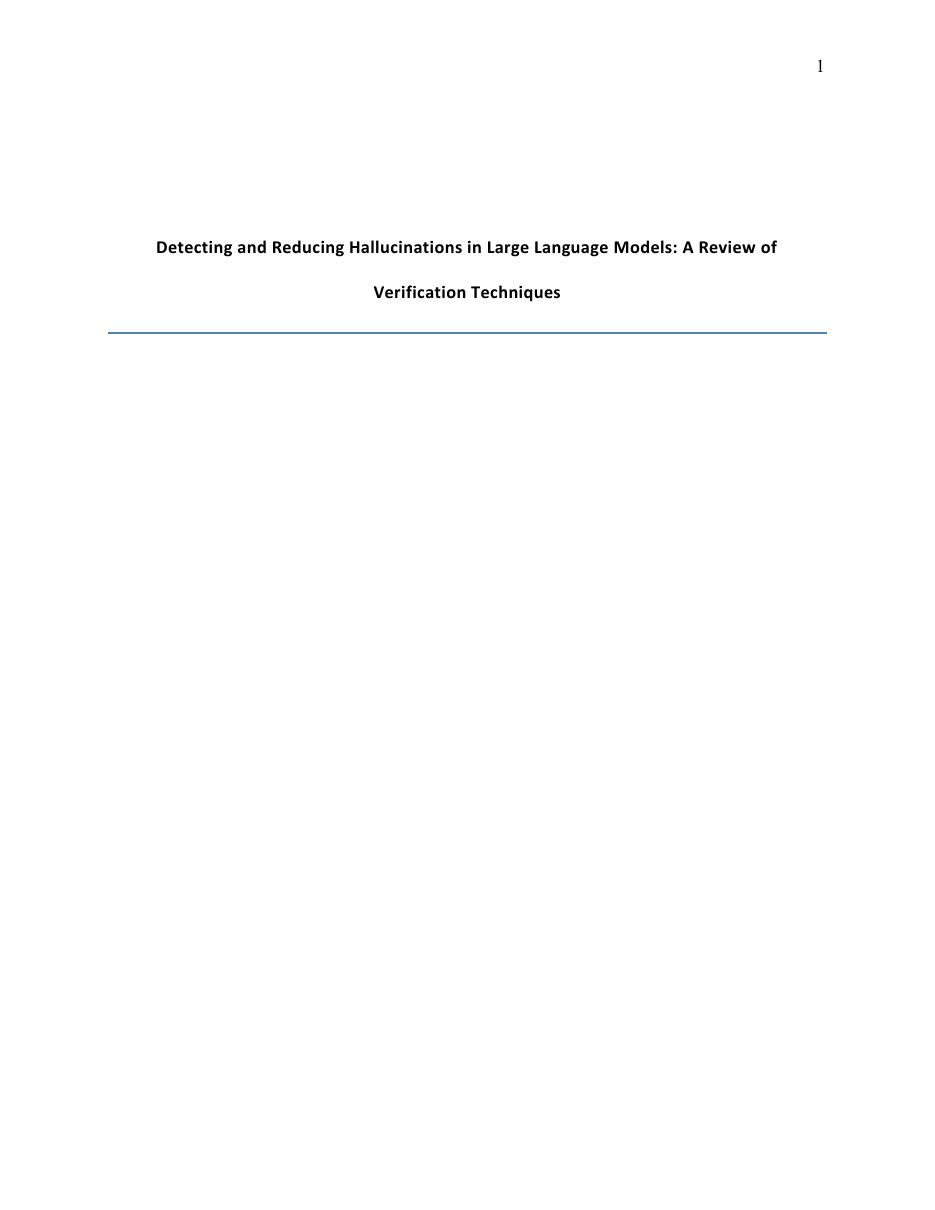 1
Detecting and Reducing Hallucinations in Large Language Models: A Review of
Verification Techniques